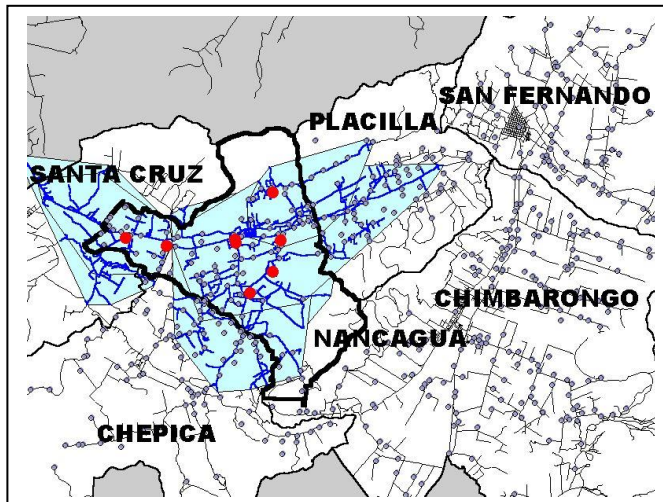 SAN FERNANDO
PLACILLA
SANTA CRUZ
CHIMBARONGO
NANCAGUA
CHEPICA